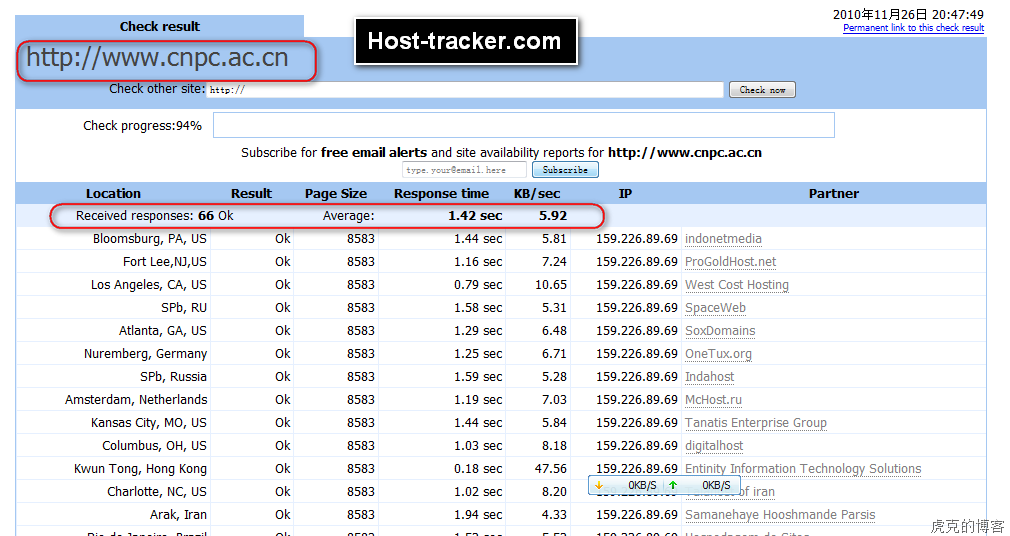 2010年11月26日 20:47:49
Check result
Host-tracker.com
Permanent link to this check result
http://www.cnpc.ac.cn
Check other site: http:// Check now
Check progress:94%
Subscribe for free email alerts and site availability reports for http://www.cnpc.ac.cn
type.your@email.here Subscribe
Location Result Page Size Response time KB/sec IP Partner
Received responses: 66 Ok Average: 1.42 sec 5.92
Bloomsburg, PA, US Ok 8583 1.44 sec 5.81 159.226.89.69 indonetmedia
Fort Lee,NJ,US Ok 8583 1.16 sec 7.24 159.226.89.69 ProGoldHost.net
Los Angeles, CA, US Ok 8583 0.79 sec 10.65 159.226.89.69 West Cost Hosting
SPb, RU Ok 8583 1.58 sec 5.31 159.226.89.69 SpaceWeb
Atlanta, GA, US Ok 8583 1.29 sec 6.48 159.226.89.69 SoxDomains
Nuremberg, Germany Ok 8583 1.25 sec 6.71 159.226.89.69 OneTux.org
SPb, Russia Ok 8583 1.59 sec 5.28 159.226.89.69 Indahost
Amsterdam, Netherlands Ok 8583 1.19 sec 7.03 159.226.89.69 McHost.ru
Kansas City, MO, US Ok 8583 1.44 sec 5.84 159.226.89.69 Tanatis Enterprise Group
Columbus, OH, US Ok 8583 1.03 sec 8.18 159.226.89.69 digitalhost
Kwun Tong, Hong Kong Ok 8583 0.18 sec 47.56 159.226.89.69 Entinity Information Technology Solutions
0KB/S 0KB/S
Charlotte, NC, US Ok 8583 1.02 sec 8.20 of iran
Arak, Iran Ok 8583 1.94 sec 4.33 159.226.89.69 Samanehaye Hooshmande Parsis
虎克的博客